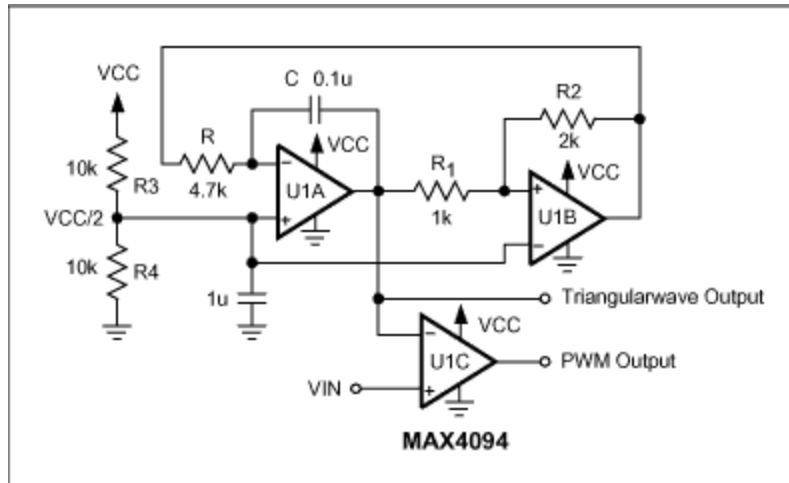 VCC
C 0.1u
R2
2k
R
4.7k
VCC
U1A
R1
1k
VCC
U1B
10k
R3
VCC/2
10k
R4
1u
Triangularwave Output
VCC
U1C
PWM Output
VIN
MAX4094